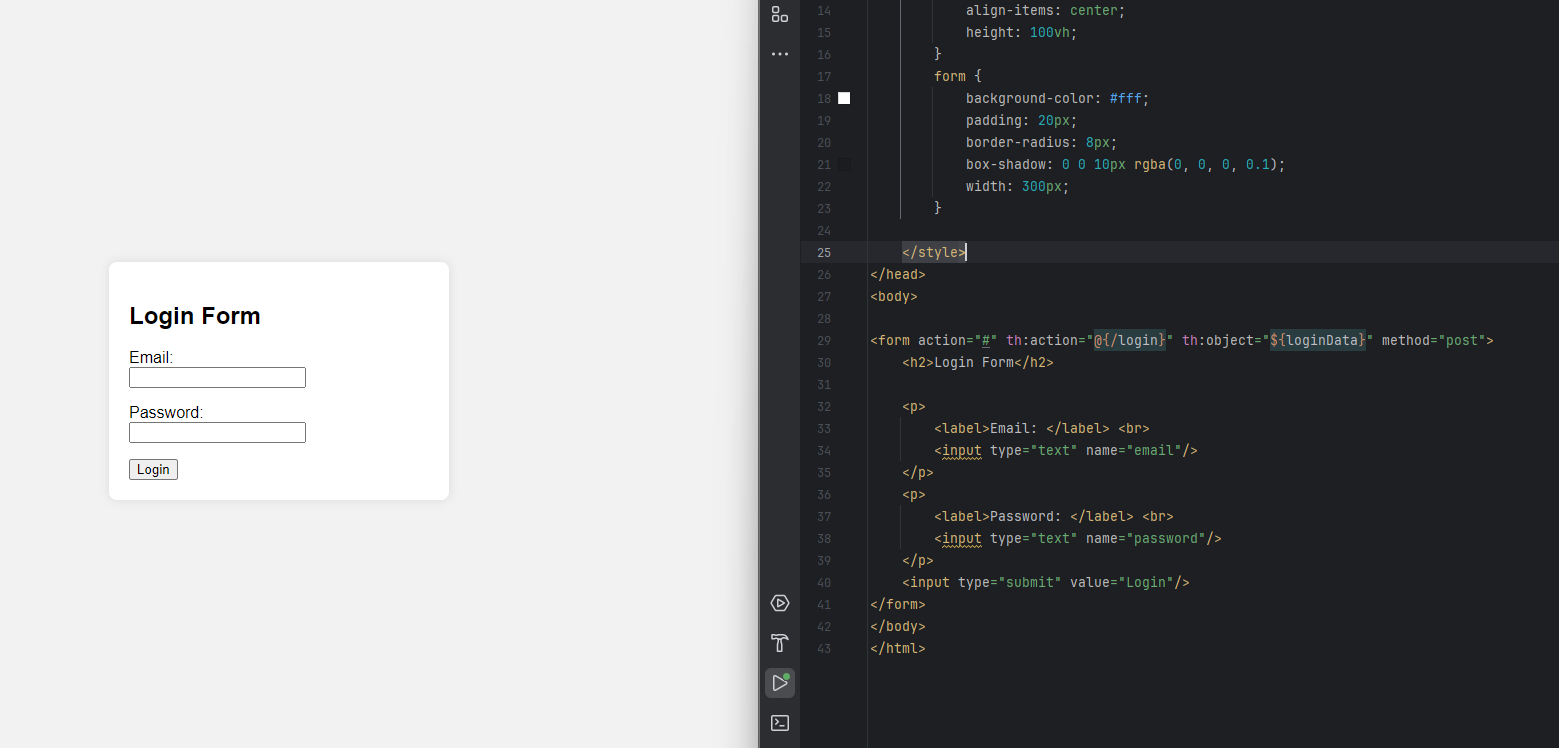 Login Form
Email:
Password:
Login
14 align-items: center;
15 height: 100vh;
16 }
17 form {
18 background-color: #fff;
19 padding: 20px;
20 border-radius: 8px;
21 box-shadow: 0 0 10px rgba(0, 0, 0, 0.1);
22 width: 300px;
23 }
24
25 </style>
26 </head>
27 <body>
28
29 <form action="#" th:action="@{/login}" th:object="${loginData}" method="post">
30 <h2>Login Form</h2>
31
32 <p>
33 <label>Email: </label> <br>
34 <input type="text" name="email"/>
35 </p>
36 <p>
37 <label>Password: </label> <br>
38 <input type="text" name="password"/>
39 </p>
40 <input type="submit" value="Login"/>
41 </form>
42 </body>
43 </html>